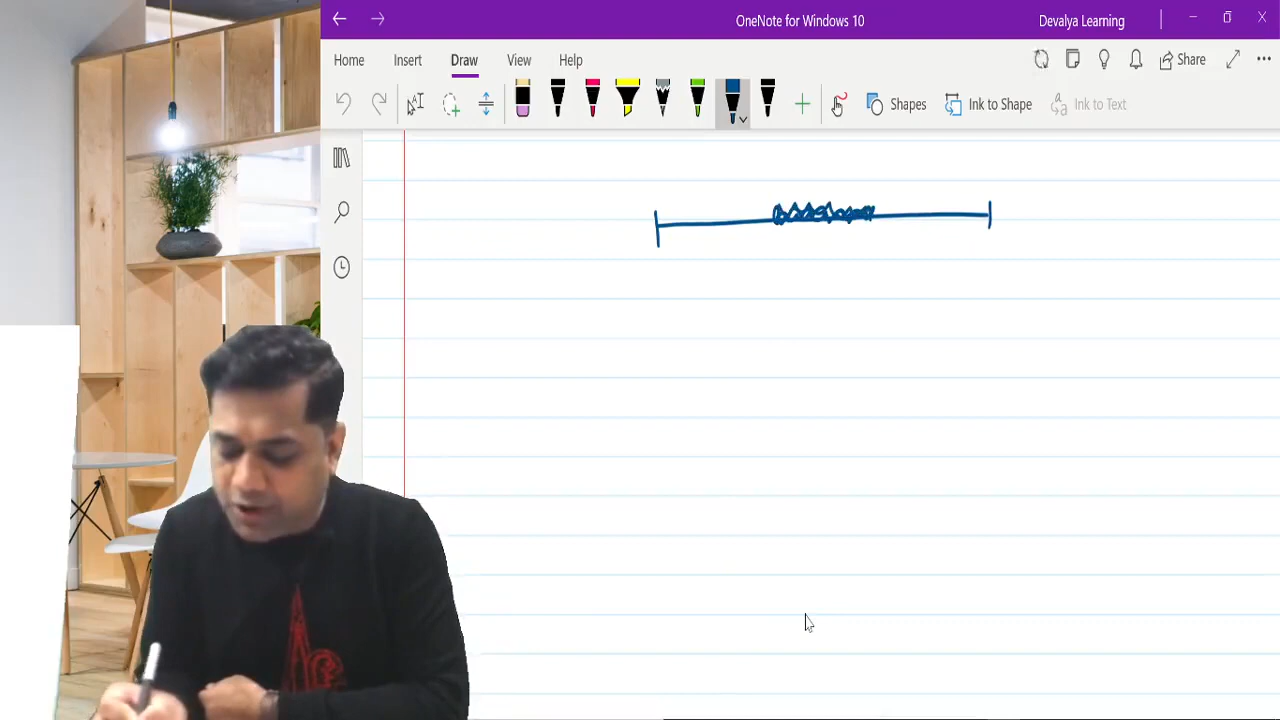 OneNote for Windows 10
Devalya Learning
Home Insert Draw View Help
Share
Shapes
Ink to Shape
Ink to Text